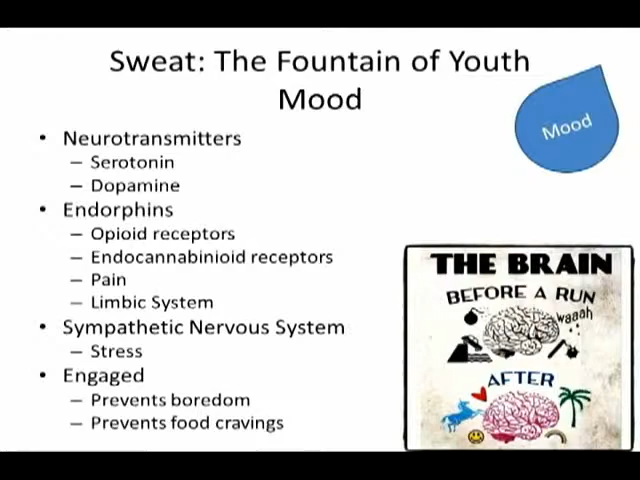 Sweat: The Fountain of Youth
Mood
Mood
• Neurotransmitters
– Serotonin
– Dopamine
• Endorphins
– Opioid receptors
– Endocannabinioid receptors
– Pain
– Limbic System
• Sympathetic Nervous System
– Stress
• Engaged
– Prevents boredom
– Prevents food cravings
THE BRAIN
BEFORE A RUN
waaah
AFTER